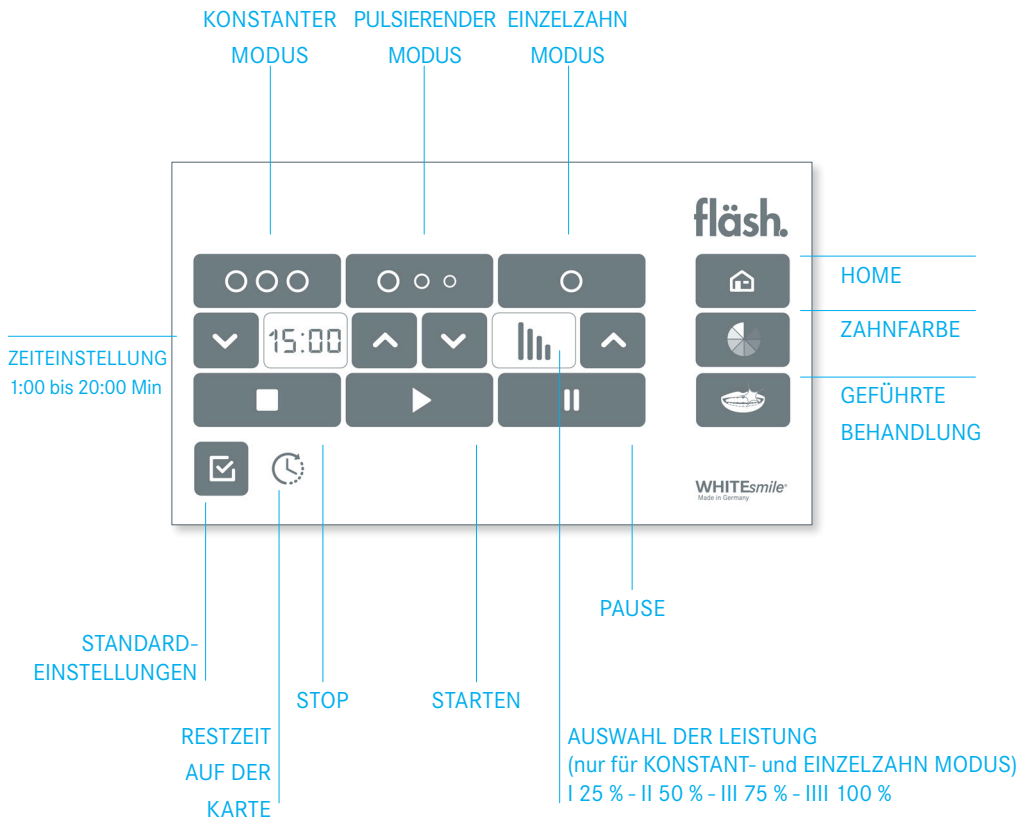 KONSTANTER
MODUS
PULSIERENDER
MODUS
EINZELZAHN
MODUS
fläsh.
HOME
ZAHNFARBE
GEFÜHRTE
BEHANDLUNG
ZEITEINSTELLUNG
1:00 bis 20:00 Min
15:00
WHITEsmile®
Made in Germany
PAUSE
STANDARD-
EINSTELLUNGEN
STOP
STARTEN
RESTZEIT
AUF DER
KARTE
AUSWAHL DER LEISTUNG
(nur für KONSTANT- und EINZELZAHN MODUS)
I 25 % - II 50 % - III 75 % - IIII 100 %